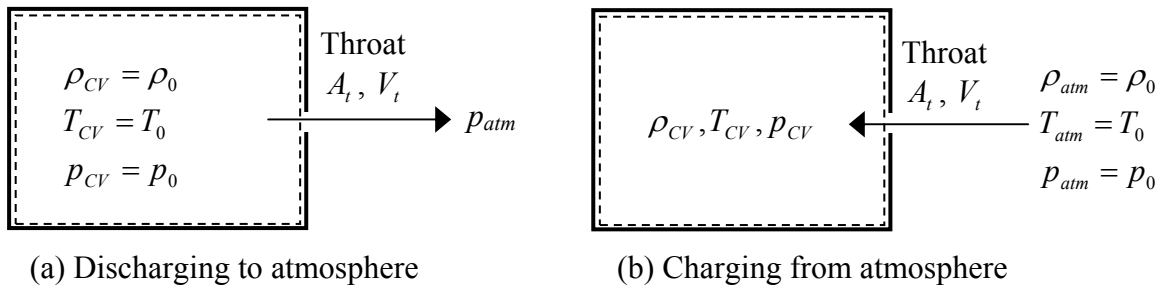 ρ_CV = ρ_0
T_CV = T_0
p_CV = p_0
Throat
A_t , V_t
p_atm
(a) Discharging to atmosphere
ρ_CV , T_CV , p_CV
Throat
A_t , V_t
ρ_atm = ρ_0
T_atm = T_0
p_atm = p_0
(b) Charging from atmosphere